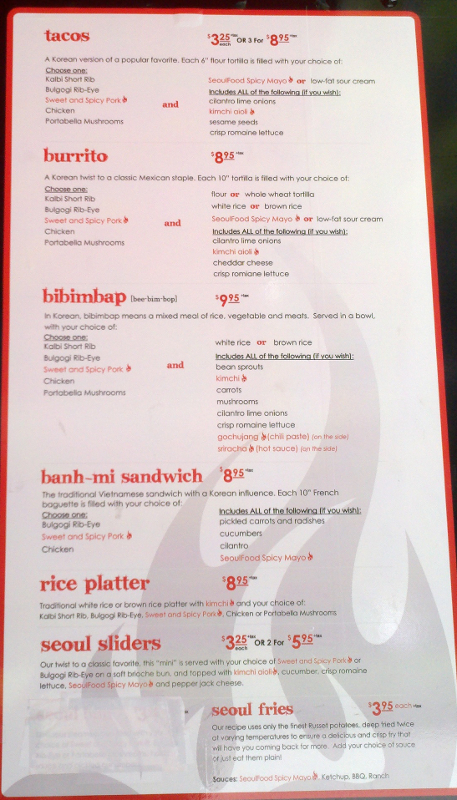 tacos $3.25 +tax each OR 3 For $8.95 +tax
A Korean version of a popular favorite. Each 6" flour tortilla is filled with your choice of:
Choose one:
Kalbi Short Rib
Bulgogi Rib-Eye
Sweet and Spicy Pork
Chicken
Portabella Mushrooms
and
SeoulFood Spicy Mayo or low-fat sour cream
Includes ALL of the following (if you wish):
cilantro lime onions
kimchi aioli
sesame seeds
crisp romaine lettuce
burrito $8.95 +tax
A Korean twist to a classic Mexican staple. Each 10" tortilla is filled with your choice of:
Choose one:
Kalbi Short Rib
Bulgogi Rib-Eye
Sweet and Spicy Pork
Chicken
Portabella Mushrooms
and
flour or whole wheat tortilla
white rice or brown rice
SeoulFood Spicy Mayo or low-fat sour cream
Includes ALL of the following (if you wish):
cilantro lime onions
kimchi aioli
cheddar cheese
crisp romiane lettuce
bibimbap [bee·bim·bop] $9.95 +tax
In Korean, bibimbap means a mixed meal of rice, vegetable and meats. Served in a bowl,
with your choice of:
Choose one:
Kalbi Short Rib
Bulgogi Rib-Eye
Sweet and Spicy Pork
Chicken
Portabella Mushrooms
and
white rice or brown rice
Includes ALL of the following (if you wish):
bean sprouts
kimchi
carrots
mushrooms
cilantro lime onions
crisp romaine lettuce
gochujang (chili paste) (on the side)
sriracha (hot sauce) (on the side)
banh-mi sandwich $8.95 +tax
The traditional Vietnamese sandwich with a Korean influence. Each 10" French
baguette is filled with your choice of:
Choose one:
Bulgogi Rib-Eye
Sweet and Spicy Pork
Chicken
Includes ALL of the following (if you wish):
pickled carrots and radishes
cucumbers
cilantro
SeoulFood Spicy Mayo
rice platter $8.95 +tax
Traditional white rice or brown rice platter with kimchi and your choice of:
Kalbi Short Rib, Bulgogi Rib-Eye, Sweet and Spicy Pork, Chicken or Portabella Mushrooms
seoul sliders $3.25 +tax each OR 2 For $5.95 +tax
Our twist to a classic favorite, this "mini" is served with your choice of Sweet and Spicy Pork or
Bulgogi Rib-Eye on a soft brioche bun, and topped with kimchi aioli, cucumber, crisp romaine
lettuce, SeoulFood Spicy Mayo and pepper jack cheese.
seoul fries $3.95 each +tax
Our recipe uses only the finest Russet potatoes, deep fried twice
at varying temperatures to ensure a delicious and crisp fry that
will have you coming back for more. Add your choice of sauce
or just eat them plain!
Sauces: SeoulFood Spicy Mayo, Ketchup, BBQ, Ranch